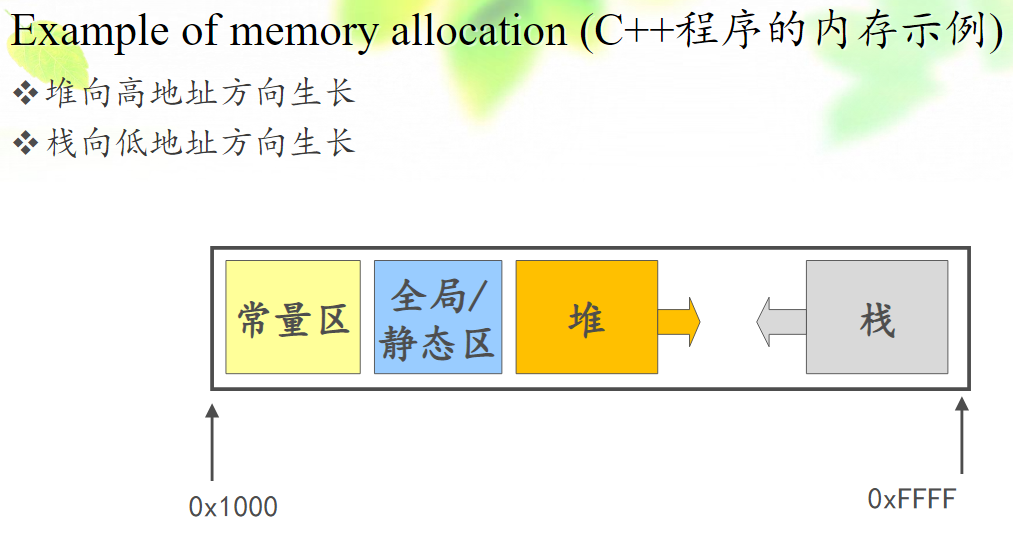 Example of memory allocation (C++程序的内存示例)
❖堆向高地址方向生长
❖栈向低地址方向生长
常量区
全局/
静态区
堆
栈
0x1000
0xFFFF